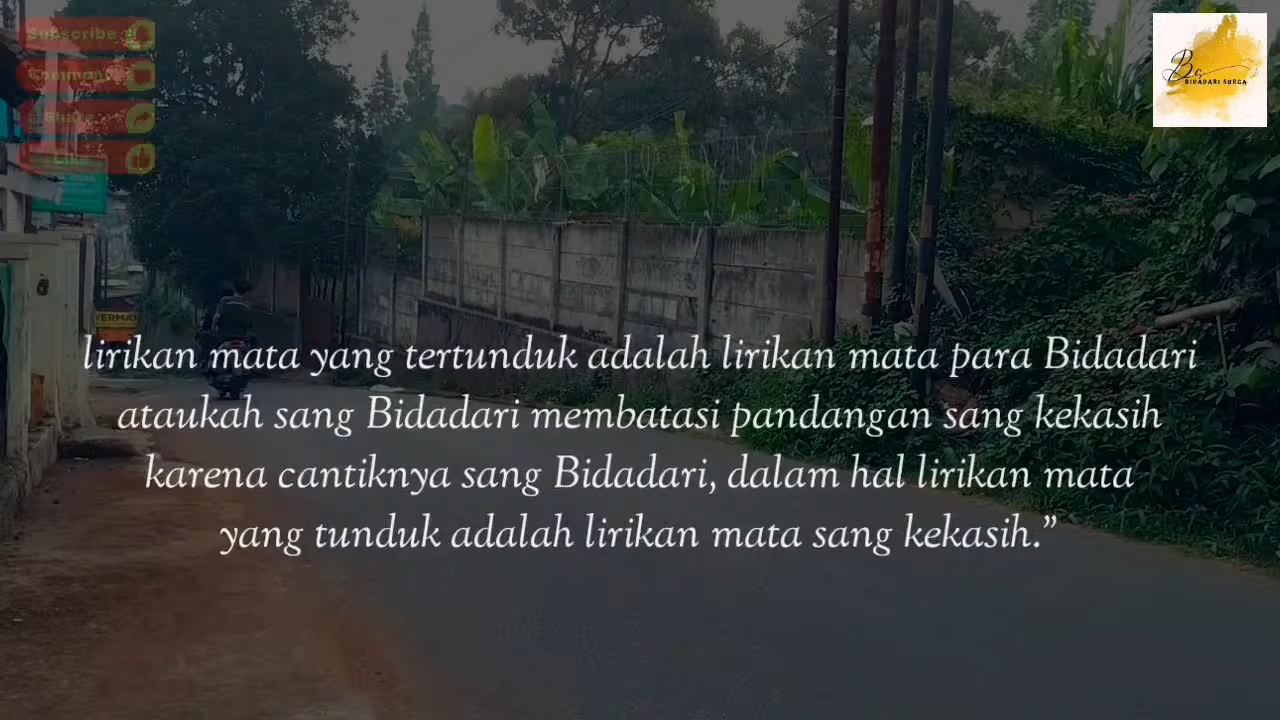 Subscribe
Comment
Share
Like
Bs
BIDADARI SURGA
lirikan mata yang tertunduk adalah lirikan mata para Bidadari
ataukah sang Bidadari membatasi pandangan sang kekasih
karena cantiknya sang Bidadari, dalam hal lirikan mata
yang tunduk adalah lirikan mata sang kekasih.”